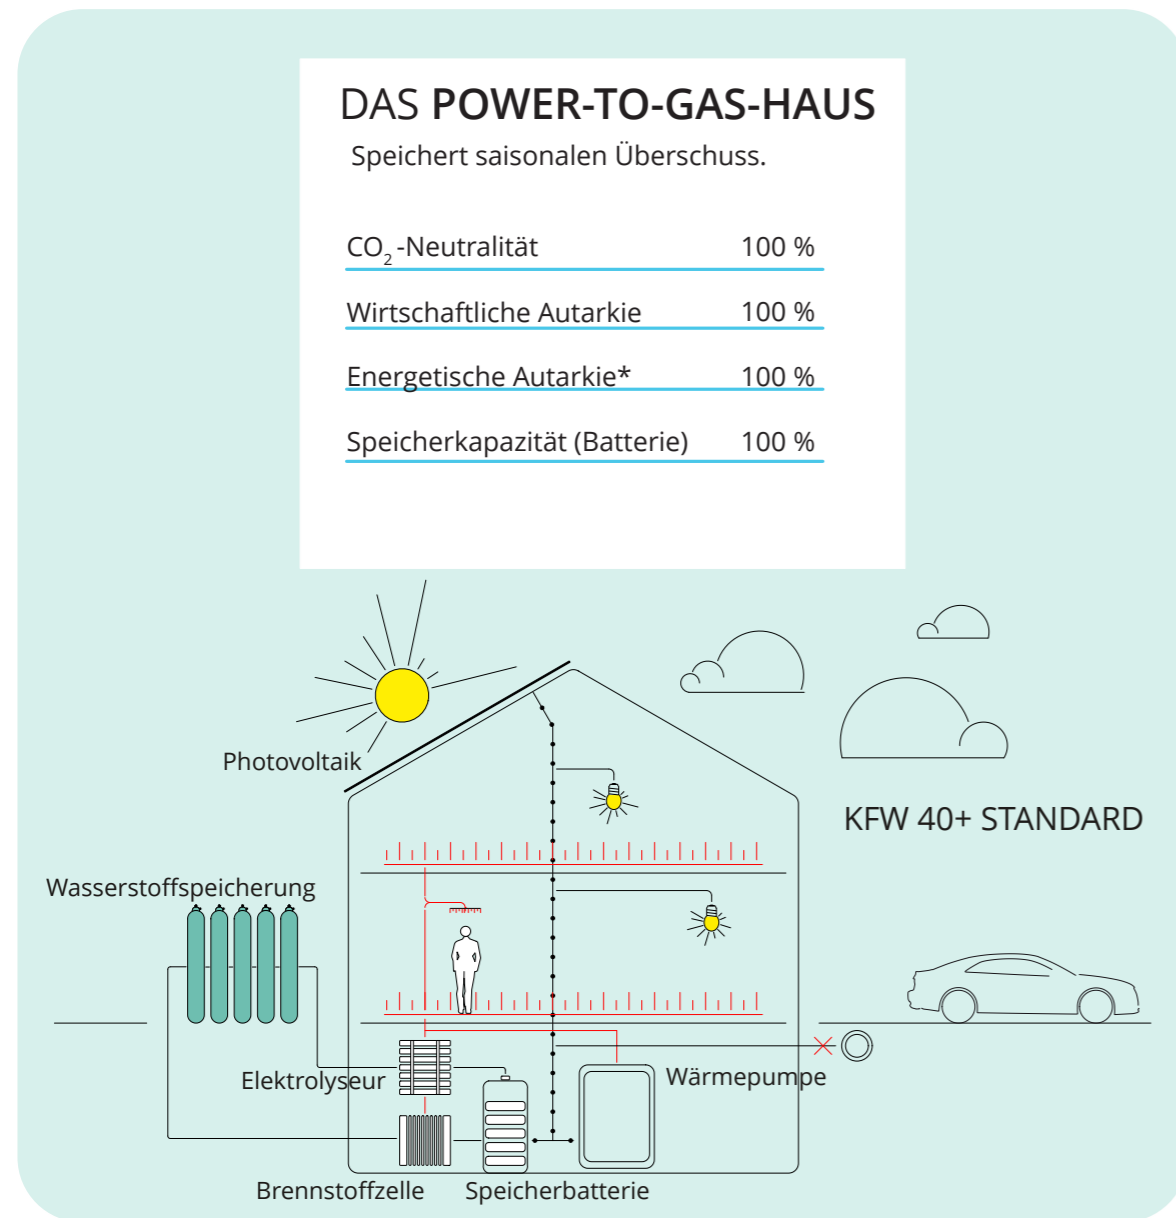 DAS POWER-TO-GAS-HAUS
Speichert saisonalen Überschuss.
CO₂-Neutralität 100 %
Wirtschaftliche Autarkie 100 %
Energetische Autarkie* 100 %
Speicherkapazität (Batterie) 100 %
Photovoltaik
KFW 40+ STANDARD
Wasserstoffspeicherung
Elektrolyseur
Wärmepumpe
Brennstoffzelle
Speicherbatterie